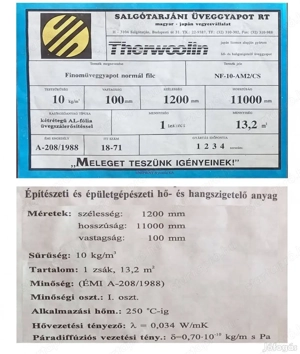 SALGÓTARJÁNI ÜVEGGYAPOT RT
magyar - japán vegyesvállalat
Therwoolin
Finomüveggyapot normál filc
NF-10-AM2/CS
10 kg/m³
100 mm
1200 mm
11000 mm
kétrétegű AL-fólia
üvegszálerősítéssel
1
13,2 m²
A-208/1988
18-71
1 2 3 4
„MELEGET TESZÜNK IGÉNYEINEK!"
Építészeti és épületgépészeti hő- és hangszigetelő anyag
Méretek: szélesség: 1200 mm
hosszúság: 11000 mm
vastagság: 100 mm
Sűrűség: 10 kg/m³
Tartalom: 1 zsák, 13,2 m²
Minőség: (ÉMI A-208/1988)
Minőségi oszt.: I. oszt.
Alkalmazási hőm.: 250 °C-ig
Hővezetési tényező: λ = 0,034 W/mK
Páradiffúziós vezetési tény.: δ=0,70·10⁻¹⁰ kg/m s Pa